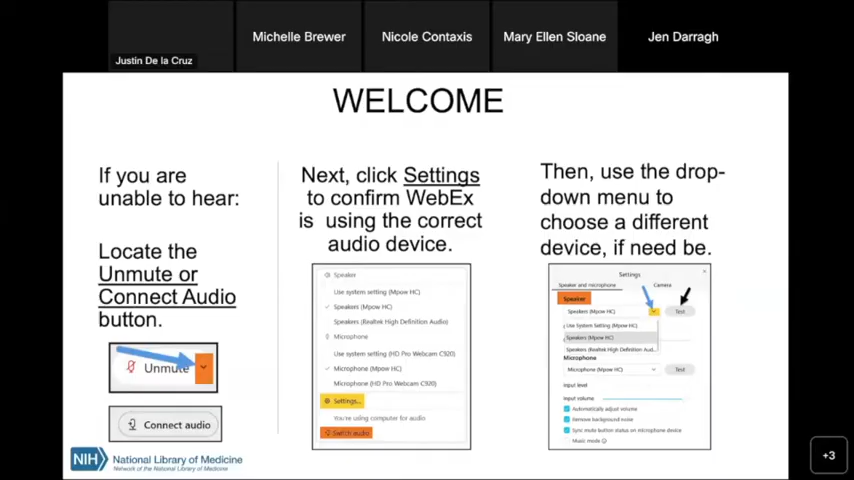 Justin De la Cruz
Michelle Brewer
Nicole Contaxis
Mary Ellen Sloane
Jen Darragh
WELCOME
If you are
unable to hear:
Locate the
Unmute or
Connect Audio
button.
Unmute
Connect audio
Next, click Settings
to confirm WebEx
is using the correct
audio device.
Speaker
Use system setting (Mpow HC)
Speakers (Mpow HC)
Speakers (Realtek High Definition Audio)
Microphone
Use system setting (HD Pro Webcam C920)
Microphone (Mpow HC)
Microphone (HD Pro Webcam C920)
Settings...
You're using computer for audio
Switch audio
Then, use the drop-
down menu to
choose a different
device, if need be.
Settings
Speaker and microphone
Camera
Speaker
Speakers (Mpow HC)
Test
Use System Setting (Mpow HC)
Speakers (Mpow HC)
Speakers (Realtek High Definition Aud...
Microphone
Microphone (Mpow HC)
Test
Input level
Input volume
Automatically adjust volume
Remove background noise
Sync mute button status on microphone device
Music mode
NIH
National Library of Medicine
Network of the National Library of Medicine
+3